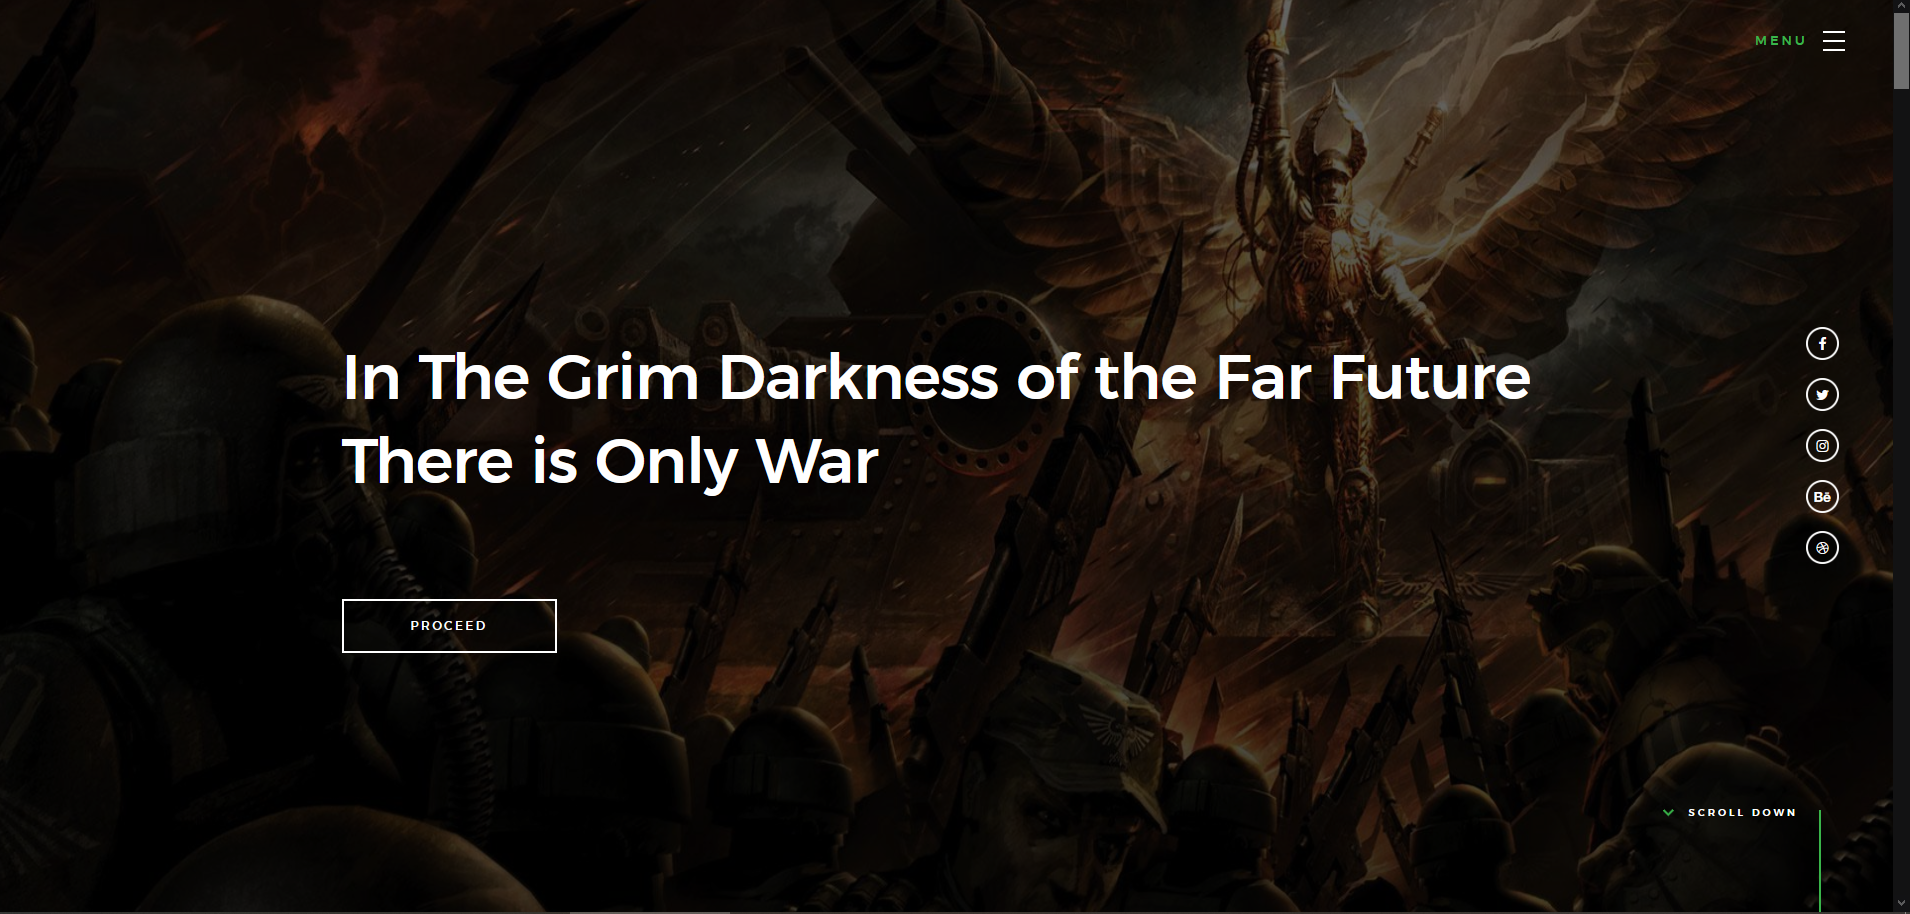 MENU
In The Grim Darkness of the Far Future
There is Only War
Bē
PROCEED
SCROLL DOWN